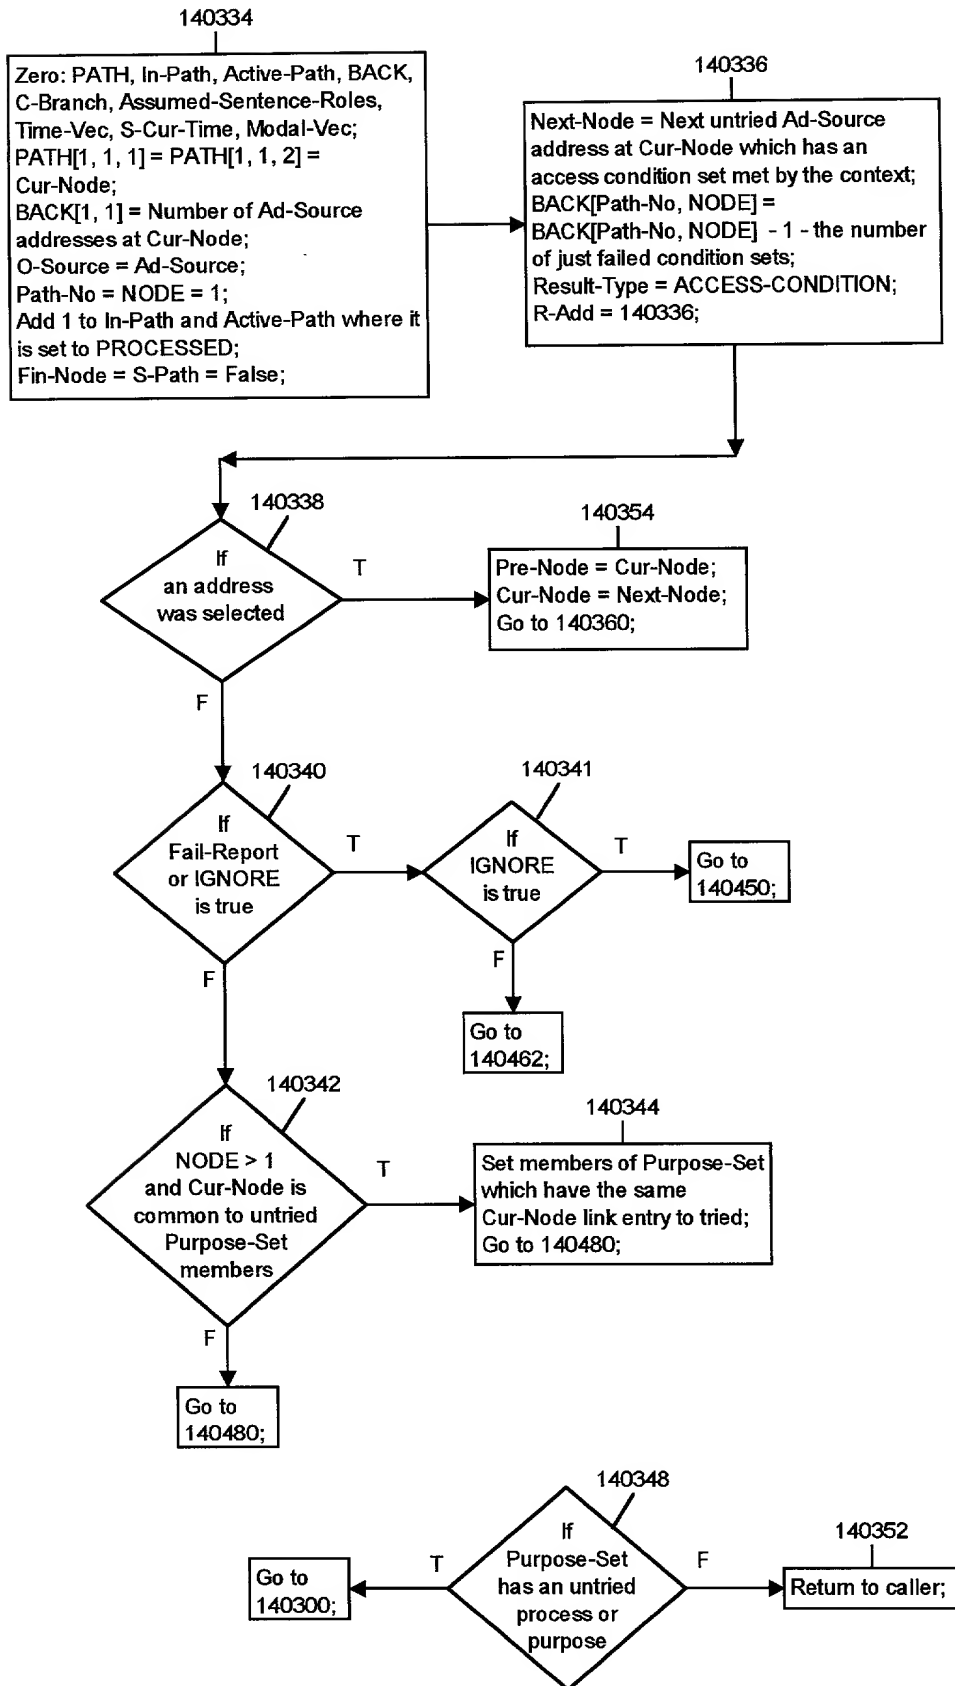 140334
Zero: PATH, In-Path, Active-Path, BACK,
C-Branch, Assumed-Sentence-Roles,
Time-Vec, S-Cur-Time, Modal-Vec;
PATH[1, 1, 1] = PATH[1, 1, 2] =
Cur-Node;
BACK[1, 1] = Number of Ad-Source
addresses at Cur-Node;
O-Source = Ad-Source;
Path-No = NODE = 1;
Add 1 to In-Path and Active-Path where it
is set to PROCESSED;
Fin-Node = S-Path = False;
140336
Next-Node = Next untried Ad-Source
address at Cur-Node which has an
access condition set met by the context;
BACK[Path-No, NODE] =
BACK[Path-No, NODE] - 1 - the number
of just failed condition sets;
Result-Type = ACCESS-CONDITION;
R-Add = 140336;
140338
If
an address
was selected
T
F
140354
Pre-Node = Cur-Node;
Cur-Node = Next-Node;
Go to 140360;
140340
If
Fail-Report
or IGNORE
is true
T
F
140341
If
IGNORE
is true
T
F
Go to
140450;
Go to
140462;
140342
If
NODE > 1
and Cur-Node is
common to untried
Purpose-Set
members
T
F
140344
Set members of Purpose-Set
which have the same
Cur-Node link entry to tried;
Go to 140480;
Go to
140480;
140348
If
Purpose-Set
has an untried
process or
purpose
T
F
Go to
140300;
140352
Return to caller;